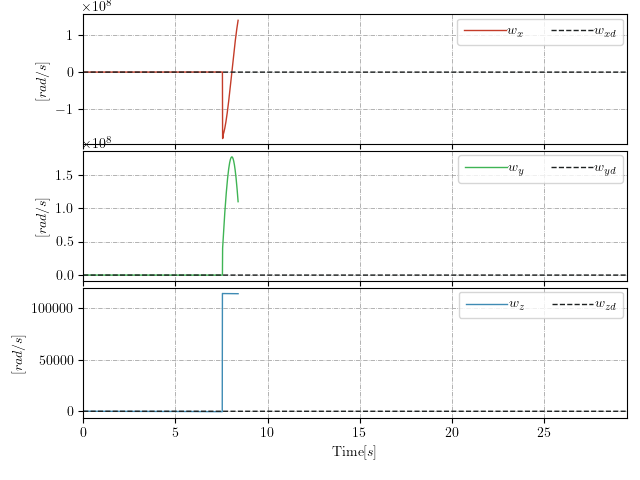 ×10⁸
1
0
−1
[rad/s]
w_x w_xd
×10⁸
1.5
1.0
0.5
0.0
[rad/s]
w_y w_yd
100000
50000
0
[rad/s]
w_z w_zd
0 5 10 15 20 25
Time[s]